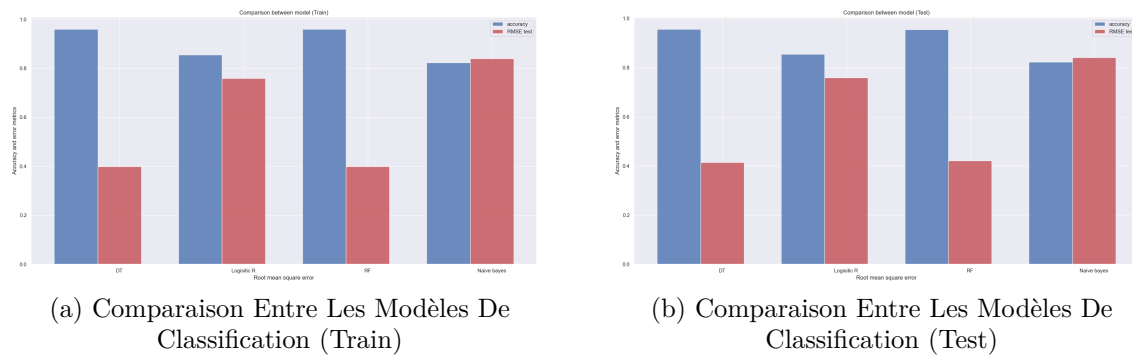 Comparison between model (Train)
accuracy
RMSE test
1.0
0.8
0.6
0.4
0.2
0.0
Accuracy and error metrics
DT
Logisitic R
RF
Naive bayes
Root mean square error
(a) Comparaison Entre Les Modèles De
Classification (Train)
Comparison between model (Test)
accuracy
RMSE test
1.0
0.8
0.6
0.4
0.2
0.0
Accuracy and error metrics
DT
Logisitic R
RF
Naive bayes
Root mean square error
(b) Comparaison Entre Les Modèles De
Classification (Test)